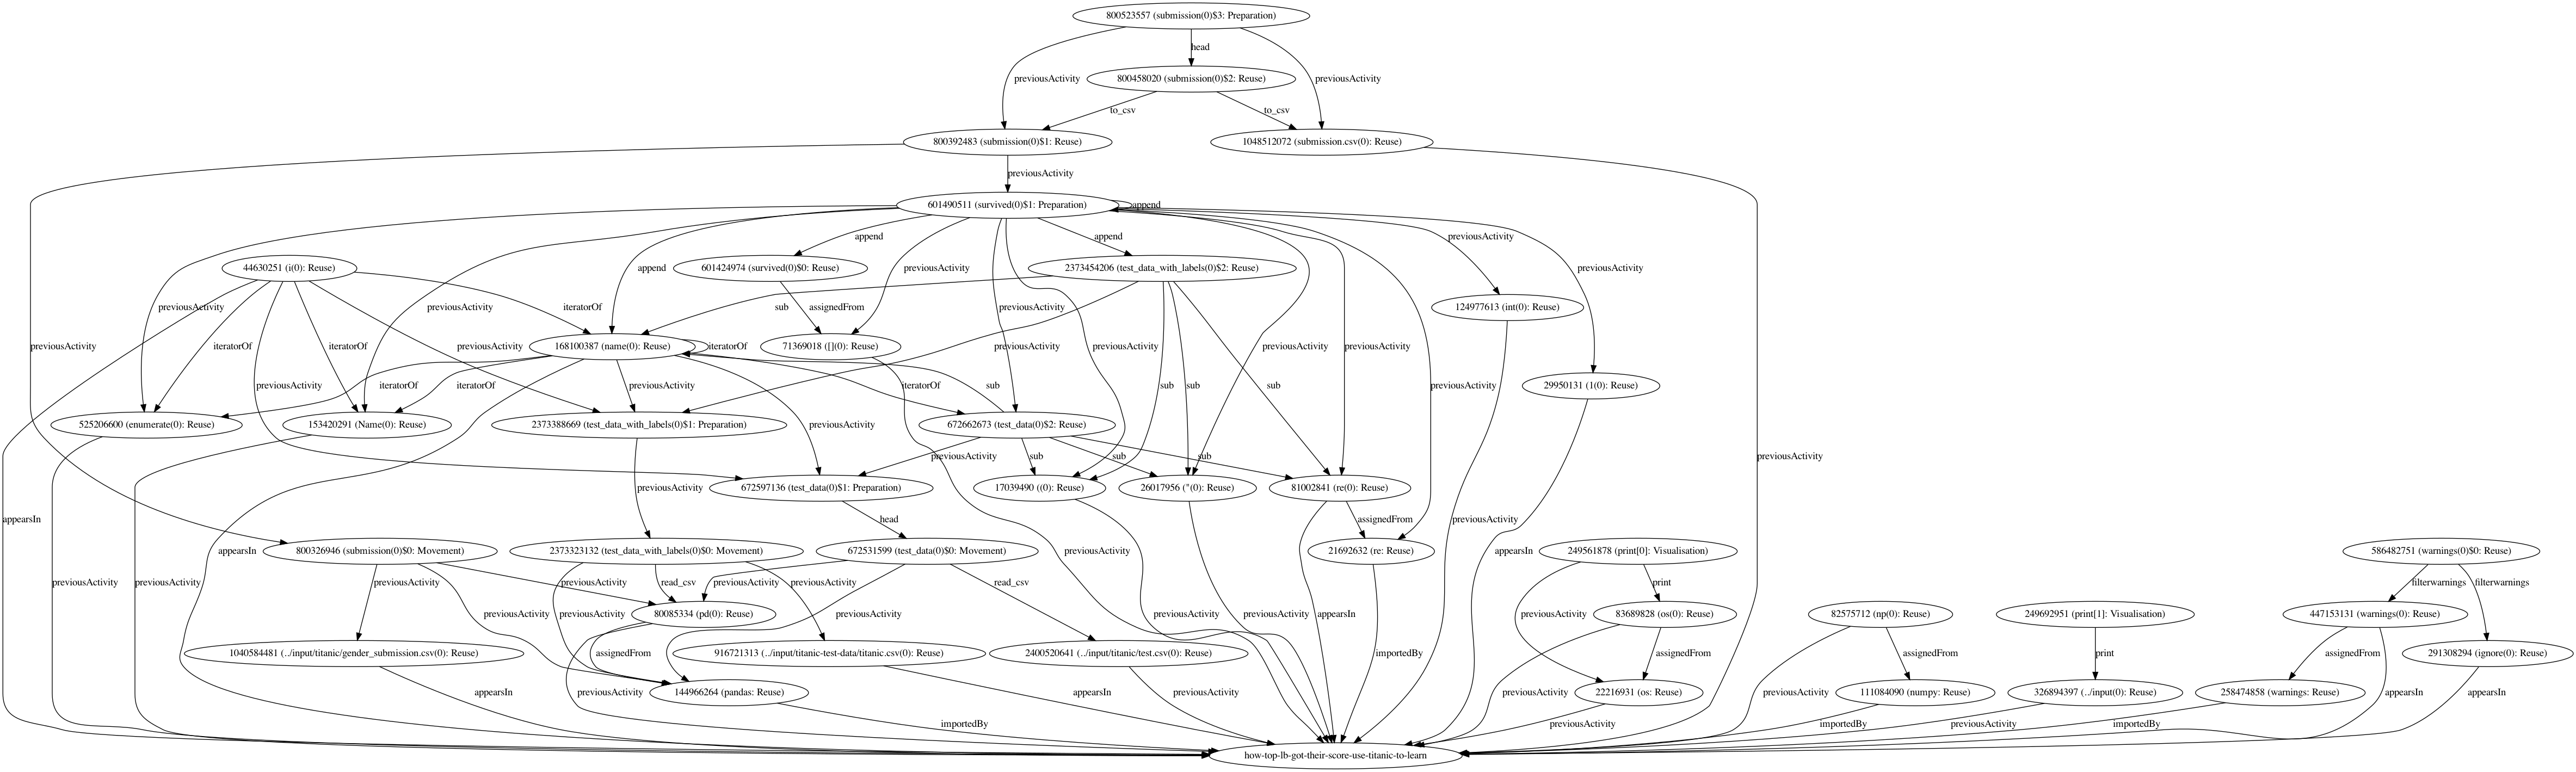 800523557 (submission(0)$3: Preparation)
head
previousActivity
previousActivity
800458020 (submission(0)$2: Reuse)
to_csv
to_csv
800392483 (submission(0)$1: Reuse)
1048512072 (submission.csv(0): Reuse)
previousActivity
601490511 (survived(0)$1: Preparation)
append
append
append
previousActivity
44630251 (i(0): Reuse)
append
601424974 (survived(0)$0: Reuse)
previousActivity
2373454206 (test_data_with_labels(0)$2: Reuse)
previousActivity
previousActivity
previousActivity
iteratorOf
sub
assignedFrom
previousActivity
124977613 (int(0): Reuse)
previousActivity
iteratorOf
iteratorOf
previousActivity
168100387 (name(0): Reuse)
iteratorOf
71369018 ([](0): Reuse)
previousActivity
previousActivity
previousActivity
previousActivity
previousActivity
iteratorOf
iteratorOf
previousActivity
iteratorOf
sub
sub
sub
sub
previousActivity
29950131 (1(0): Reuse)
525206600 (enumerate(0): Reuse)
153420291 (Name(0): Reuse)
2373388669 (test_data_with_labels(0)$1: Preparation)
previousActivity
672662673 (test_data(0)$2: Reuse)
previousActivity
previousActivity
sub
sub
sub
previousActivity
672597136 (test_data(0)$1: Preparation)
17039490 ((0): Reuse)
26017956 ("(0): Reuse)
81002841 (re(0): Reuse)
appearsIn
head
assignedFrom
previousActivity
800326946 (submission(0)$0: Movement)
2373323132 (test_data_with_labels(0)$0: Movement)
672531599 (test_data(0)$0: Movement)
appearsIn
previousActivity
21692632 (re: Reuse)
appearsIn
249561878 (print[0]: Visualisation)
586482751 (warnings(0)$0: Reuse)
previousActivity
previousActivity
previousActivity
previousActivity
read_csv
previousActivity
previousActivity
read_csv
print
filterwarnings
filterwarnings
previousActivity
previousActivity
previousActivity
80085334 (pd(0): Reuse)
previousActivity
previousActivity
previousActivity
appearsIn
previousActivity
83689828 (os(0): Reuse)
82575712 (np(0): Reuse)
249692951 (print[1]: Visualisation)
447153131 (warnings(0): Reuse)
1040584481 (../input/titanic/gender_submission.csv(0): Reuse)
assignedFrom
916721313 (../input/titanic-test-data/titanic.csv(0): Reuse)
2400520641 (../input/titanic/test.csv(0): Reuse)
importedBy
assignedFrom
assignedFrom
print
assignedFrom
291308294 (ignore(0): Reuse)
appearsIn
previousActivity
144966264 (pandas: Reuse)
appearsIn
previousActivity
previousActivity
22216931 (os: Reuse)
previousActivity
111084090 (numpy: Reuse)
326894397 (../input(0): Reuse)
258474858 (warnings: Reuse)
appearsIn
appearsIn
importedBy
previousActivity
importedBy
previousActivity
importedBy
how-top-lb-got-their-score-use-titanic-to-learn